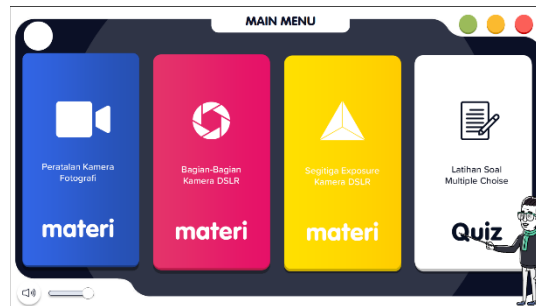 MAIN MENU
Peratalan Kamera
Fotografi
materi
Bagian-Bagian
Kamera DSLR
materi
Segitiga Exposure
Kamera DSLR
materi
Latihan Soal
Multiple Choise
Quiz